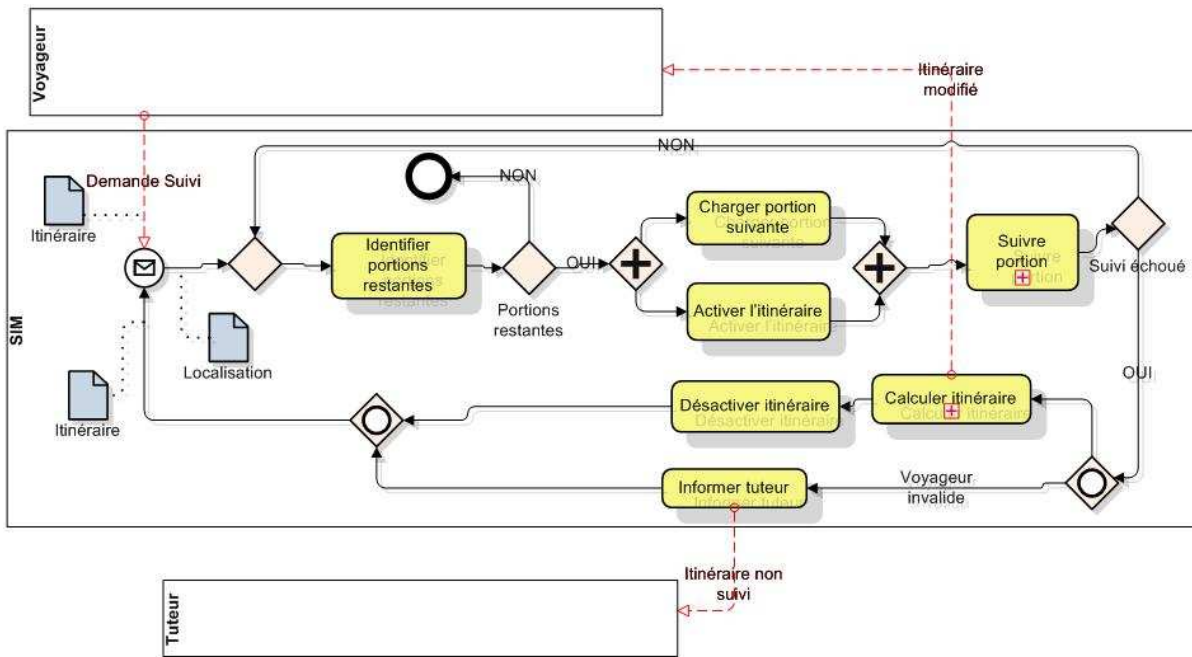 Voyageur
Itinéraire
modifié
NON
Demande Suivi
NON
Itinéraire
Identifier
portions
restantes
OUI
Charger portion
suivante
Suivre
portion
Suivi échoué
Portions
restantes
Activer l'itinéraire
SIM
Localisation
Itinéraire
OUI
Désactiver itinéraire
Calculer itinéraire
Informer tuteur
Voyageur
invalide
Itinéraire non
suivi
Tuteur